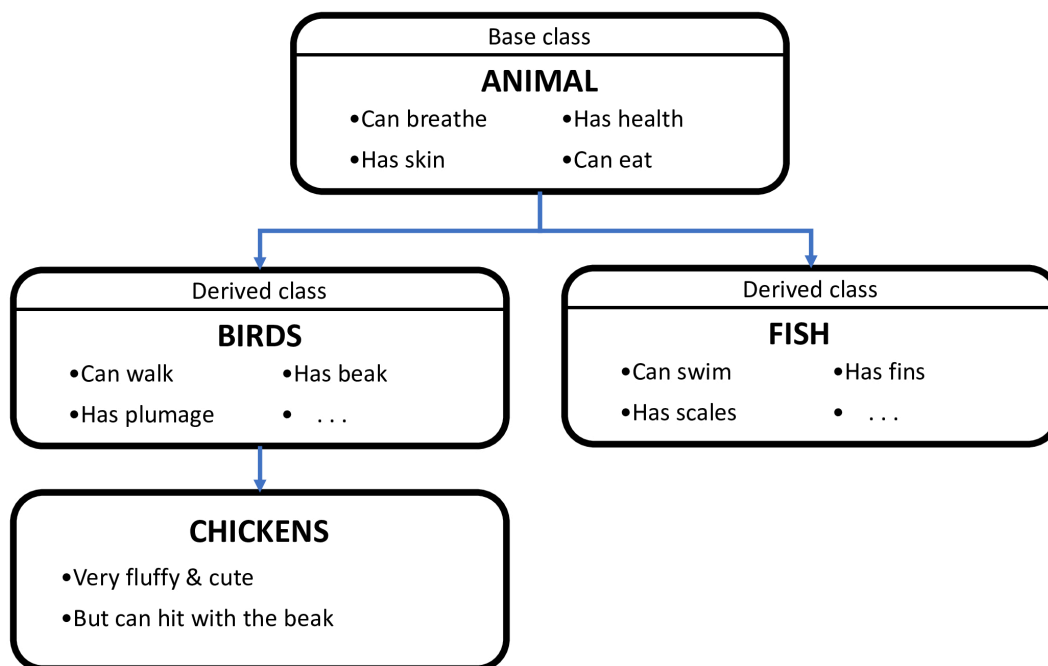 Base class
ANIMAL
•Can breathe •Has health
•Has skin •Can eat
Derived class
BIRDS
•Can walk •Has beak
•Has plumage • . . .
Derived class
FISH
•Can swim •Has fins
•Has scales • . . .
CHICKENS
•Very fluffy & cute
•But can hit with the beak